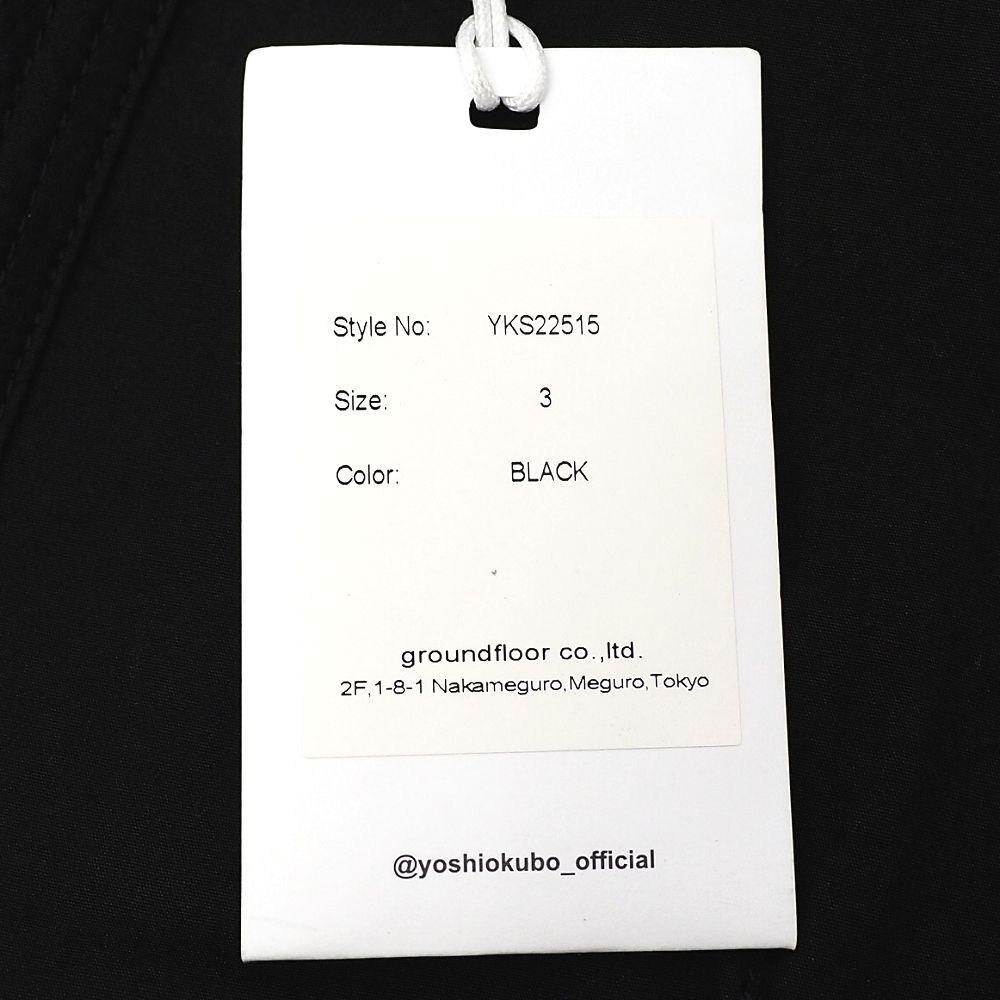 Style No: YKS22515
Size: 3
Color: BLACK
groundfloor co.,ltd.
2F,1-8-1 Nakameguro,Meguro,Tokyo
@yoshiokubo_official